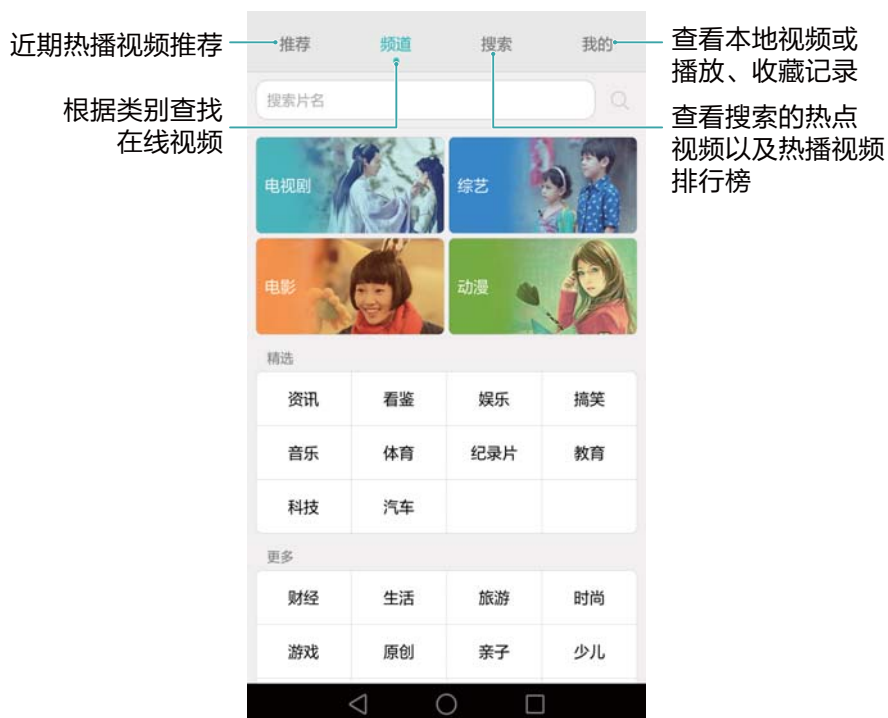 近期热播视频推荐
根据类别查找
在线视频
推荐
频道
搜索
我的
查看本地视频或
播放、收藏记录
查看搜索的热点
视频以及热播视频
排行榜
搜索片名
电视剧
综艺
电影
动漫
精选
资讯 看鉴 娱乐 搞笑
音乐 体育 纪录片 教育
科技 汽车
更多
财经 生活 旅游 时尚
游戏 原创 亲子 少儿